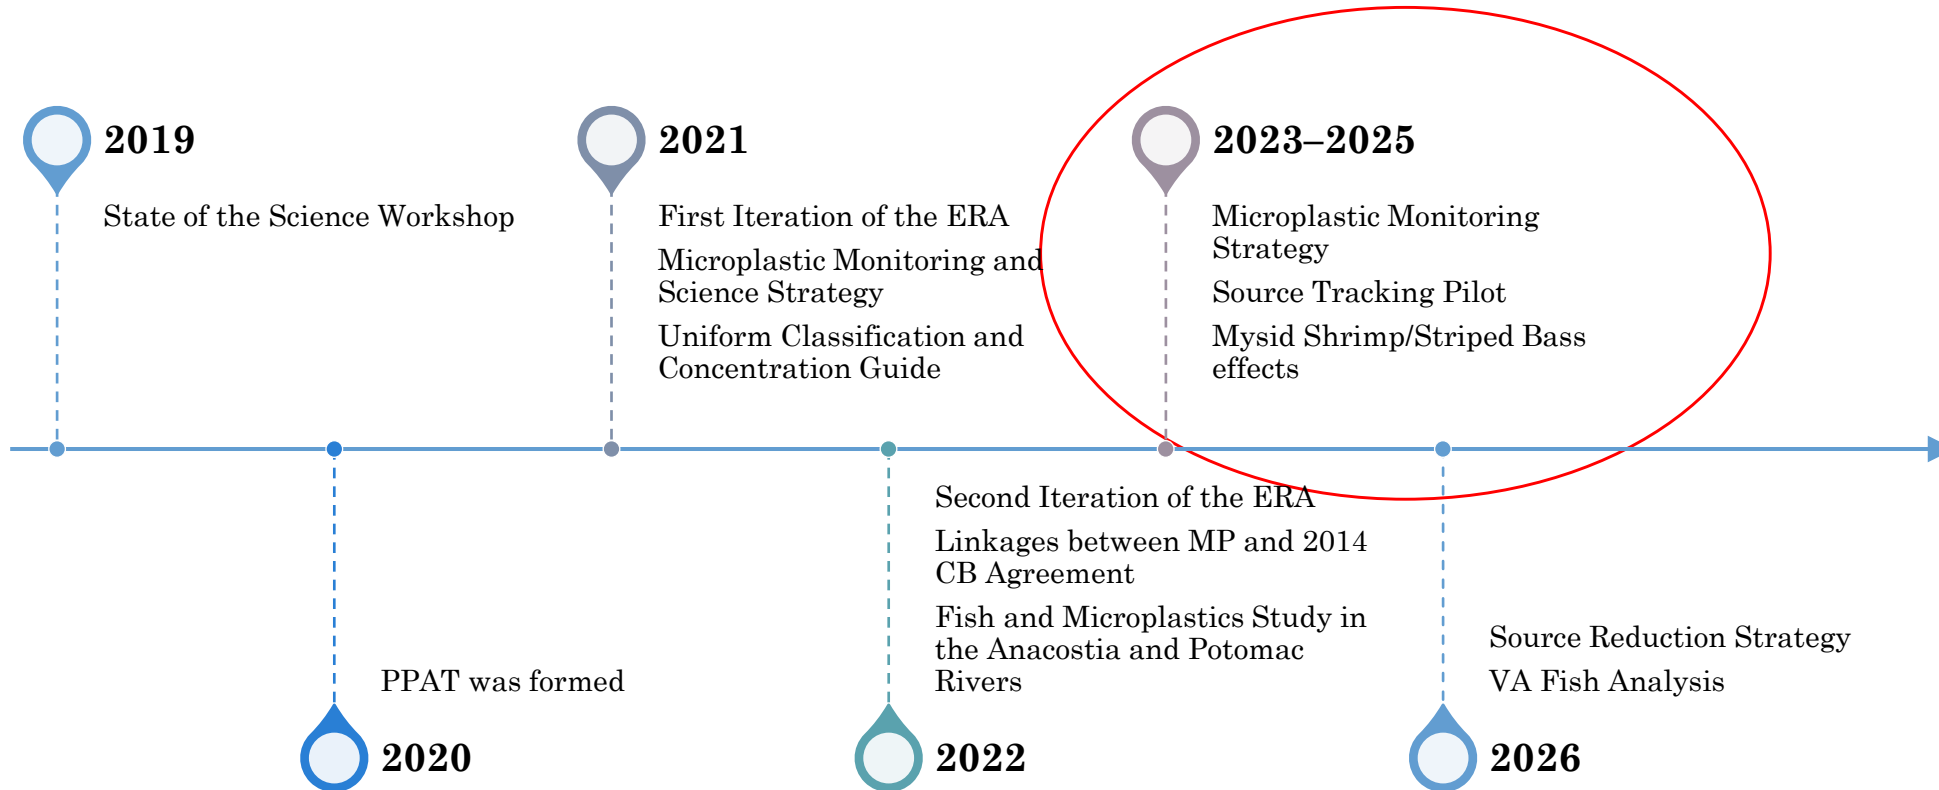 2019
State of the Science Workshop
PPAT was formed
2020
2021
First Iteration of the ERA
Microplastic Monitoring and
Science Strategy
Uniform Classification and
Concentration Guide
Second Iteration of the ERA
Linkages between MP and 2014
CB Agreement
Fish and Microplastics Study in
the Anacostia and Potomac
Rivers
2022
2023–2025
Microplastic Monitoring
Strategy
Source Tracking Pilot
Mysid Shrimp/Striped Bass
effects
Source Reduction Strategy
VA Fish Analysis
2026